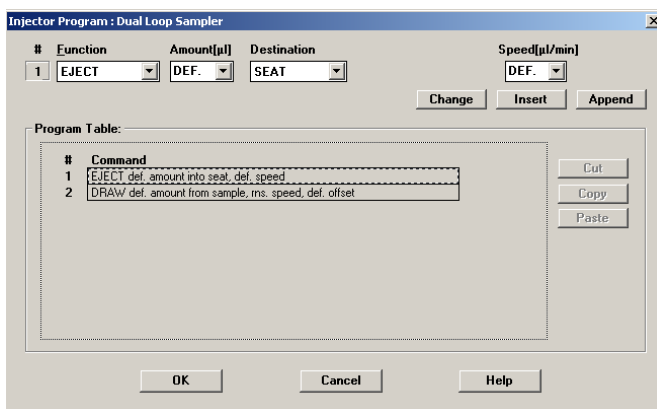 Injector Program : Dual Loop Sampler
# Function Amount[µl] Destination Speed[µl/min]
1 EJECT DEF. SEAT DEF.
Change Insert Append
Program Table:
# Command
1 EJECT def. amount into seat, def. speed
2 DRAW def. amount from sample, rns. speed, def. offset
Cut
Copy
Paste
OK Cancel Help